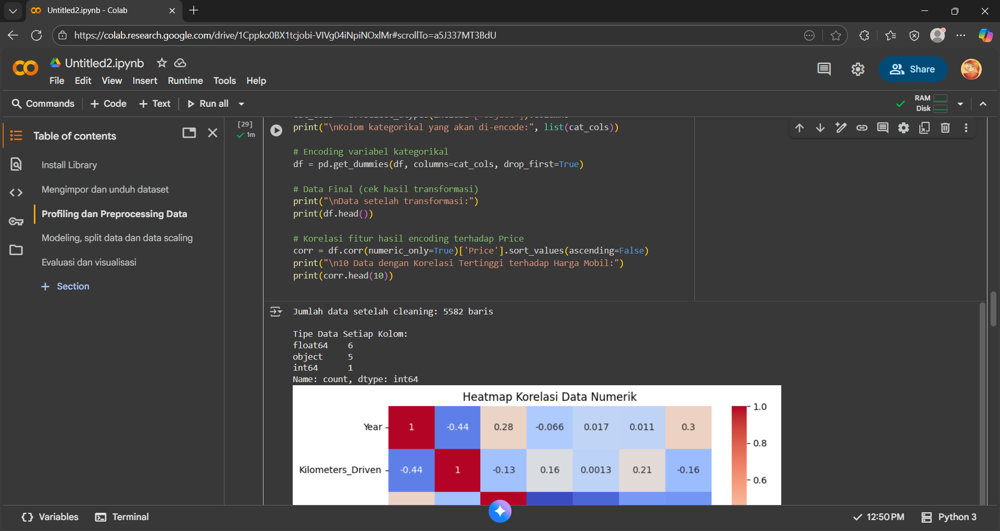 Untitled2.ipynb - Colab
https://colab.research.google.com/drive/1Cppko0BX1tcjobi-VIVg04iNpiNOxlMr#scrollTo=a5J337MT3BdU
Untitled2.ipynb
File Edit View Insert Runtime Tools Help
Share
Commands + Code + Text Run all
RAM
Disk
Table of contents
Install Library
Mengimpor dan unduh dataset
Profiling dan Preprocessing Data
Modeling, split data dan data scaling
Evaluasi dan visualisasi
+ Section
[29]
1m
print("\nKolom kategorikal yang akan di-encode:", list(cat_cols))
# Encoding variabel kategorikal
df = pd.get_dummies(df, columns=cat_cols, drop_first=True)
# Data Final (cek hasil transformasi)
print("\nData setelah transformasi:")
print(df.head())
# Korelasi fitur hasil encoding terhadap Price
corr = df.corr(numeric_only=True)['Price'].sort_values(ascending=False)
print("\n10 Data dengan Korelasi Tertinggi terhadap Harga Mobil:")
print(corr.head(10))
Jumlah data setelah cleaning: 5582 baris
Tipe Data Setiap Kolom:
float64 6
object 5
int64 1
Name: count, dtype: int64
Heatmap Korelasi Data Numerik
Year 1 -0.44 0.28 -0.066 0.017 0.011 0.3
Kilometers_Driven -0.44 1 -0.13 0.16 0.0013 0.21 -0.16
1.0
0.8
0.6
Variables Terminal
12:50 PM Python 3